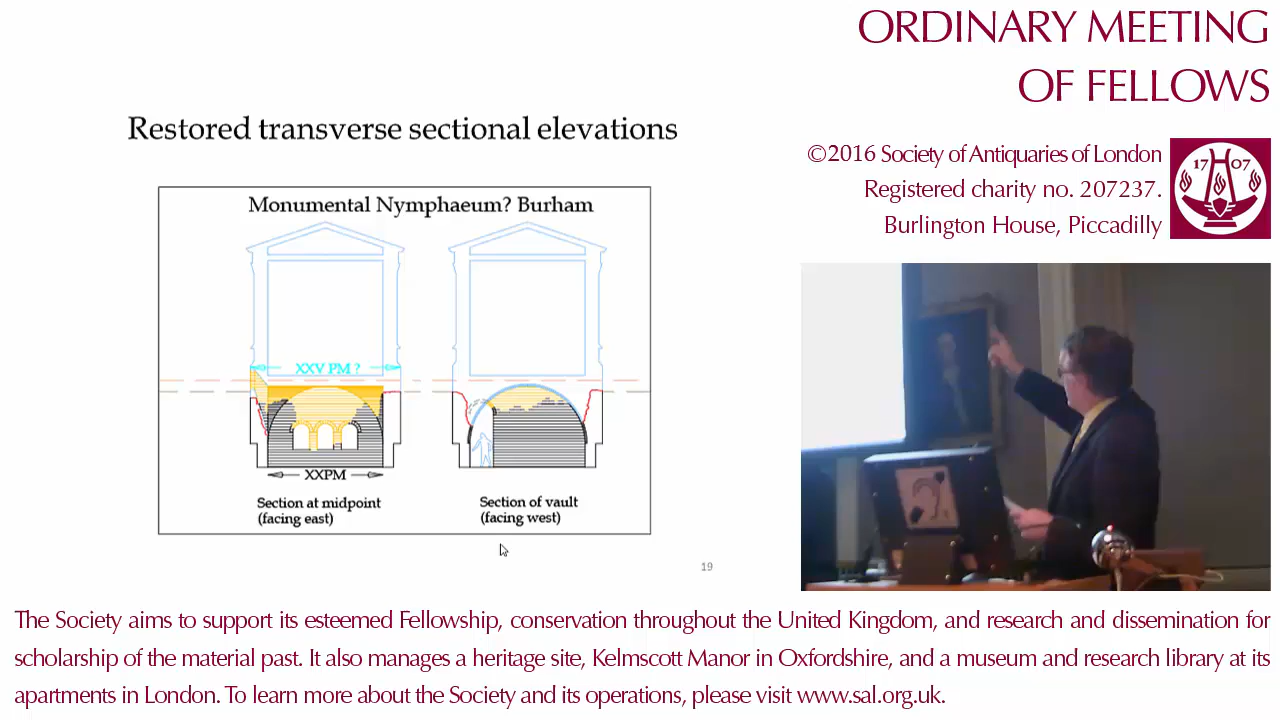 ORDINARY MEETING
OF FELLOWS
©2016 Society of Antiquaries of London
Registered charity no. 207237.
Burlington House, Piccadilly
17 07
Restored transverse sectional elevations
Monumental Nymphaeum? Burham
XXV PM ?
XXPM
Section at midpoint
(facing east)
Section of vault
(facing west)
19
The Society aims to support its esteemed Fellowship, conservation throughout the United Kingdom, and research and dissemination for
scholarship of the material past. It also manages a heritage site, Kelmscott Manor in Oxfordshire, and a museum and research library at its
apartments in London. To learn more about the Society and its operations, please visit www.sal.org.uk.